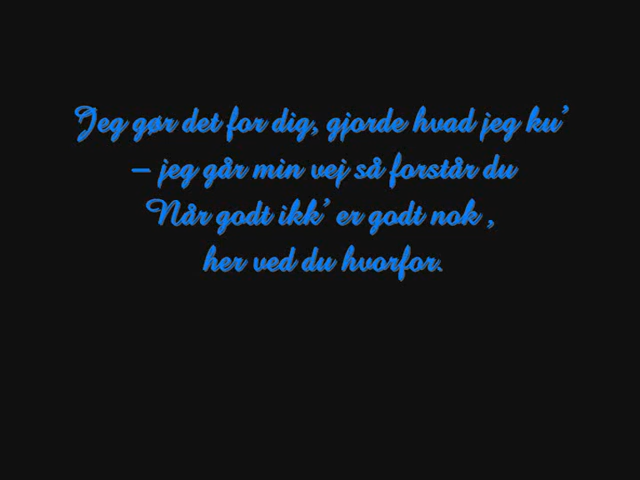 Jeg gør det for dig, gjorde hvad jeg ku'
– jeg går min vej så forstår du
Når godt ikk' er godt nok ,
her ved du hvorfor.